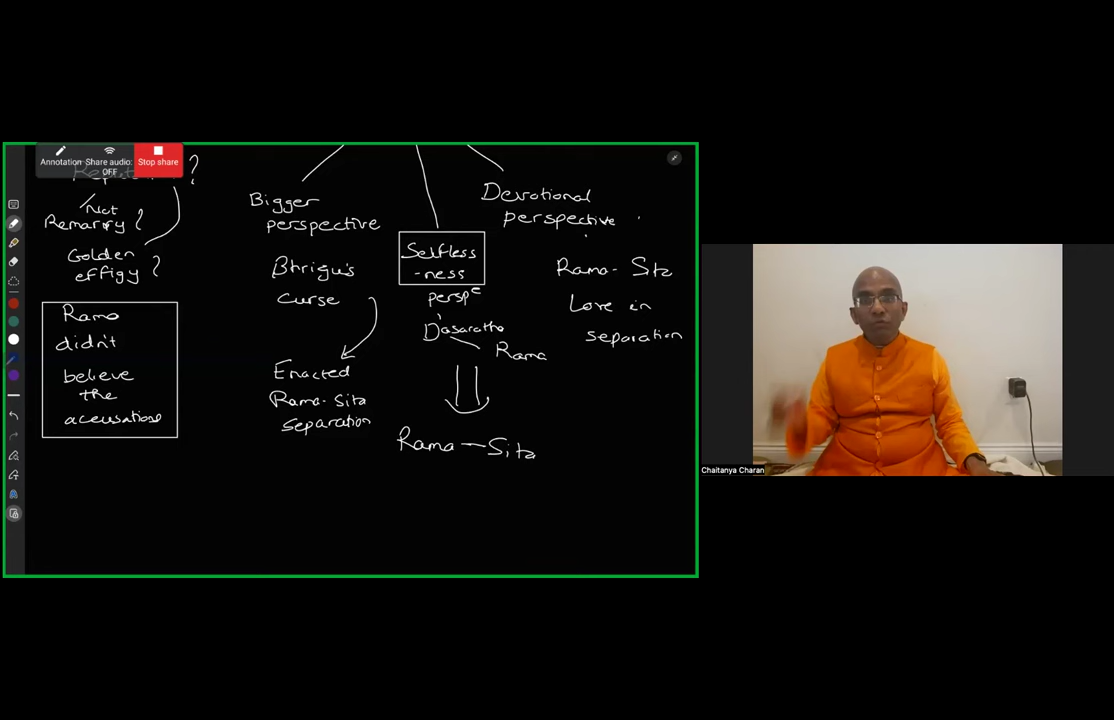 Annotation
Share audio:
OFF
Stop share
?
Not
Remarry?
Golden
effigy ?
Rama
didn't
believe
the
accusations
Bigger
perspective
Bhrigu's
curse
Enacted
Rama-Sita
separation
Selfless
-ness
persp e
Dasaratha
Rama
Rama — Sita
Devotional
perspective
Rama- Sita
Love in
separation
Chaitanya Charan